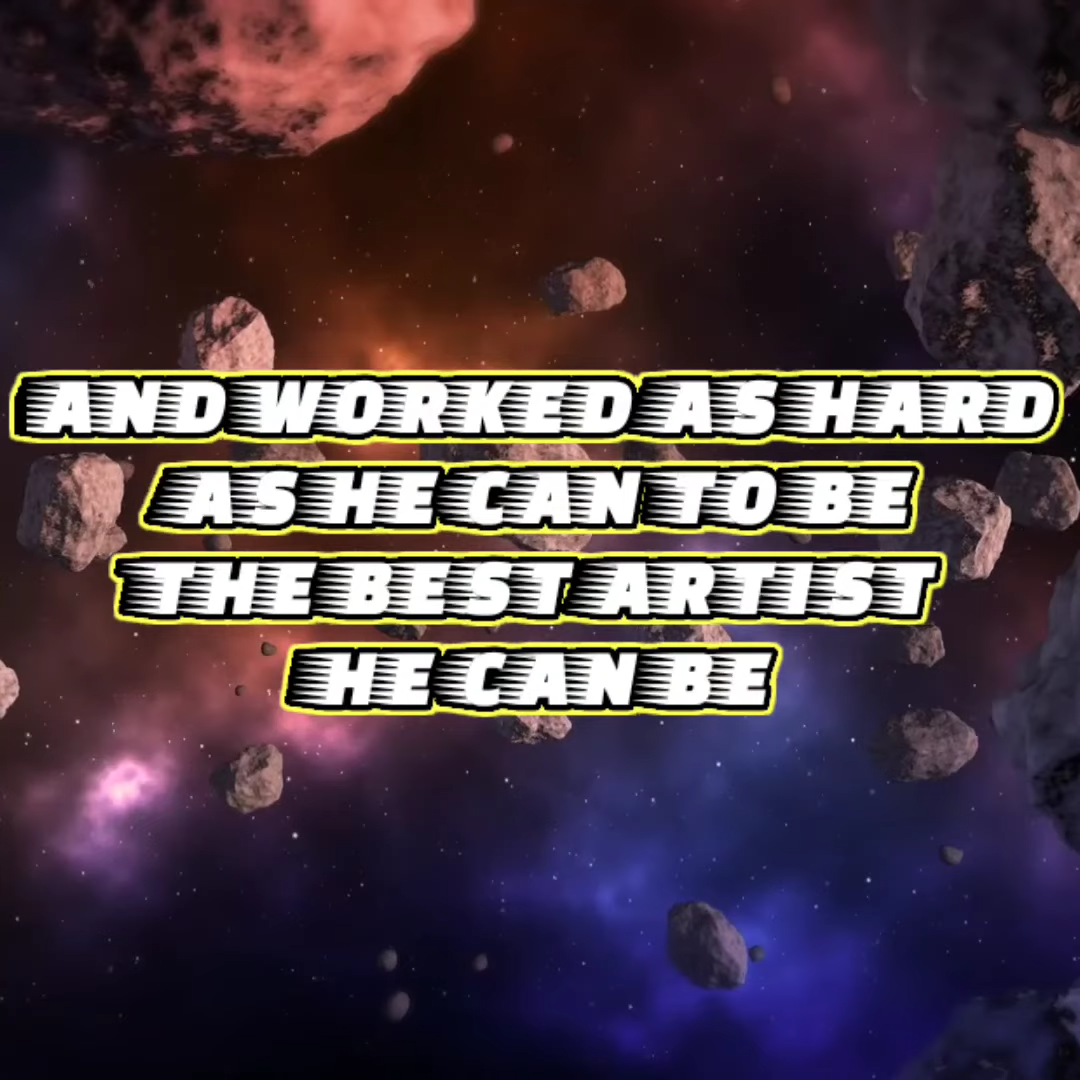 AND WORKED AS HARD
AS HE CAN TO BE
THE BEST ARTIST
HE CAN BE